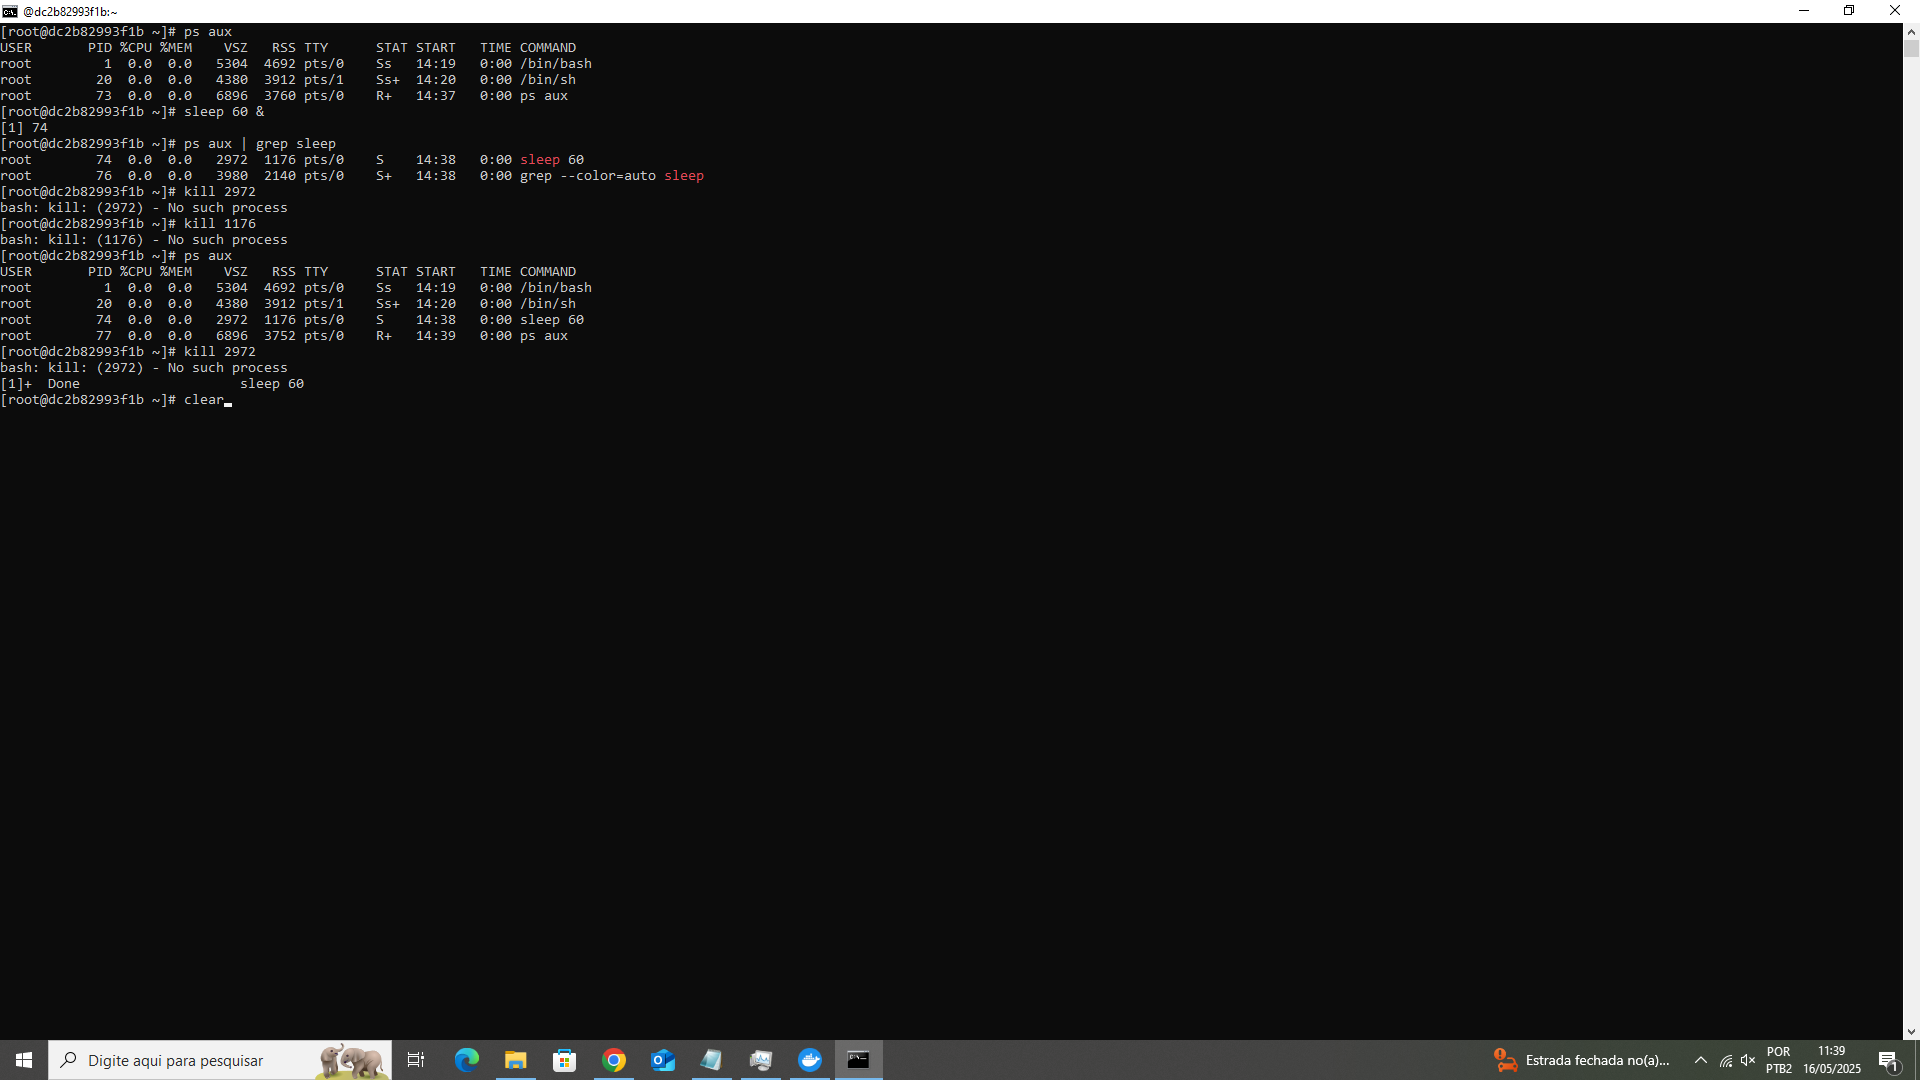 @dc2b82993f1b:~
[root@dc2b82993f1b ~]# ps aux
USER       PID %CPU %MEM    VSZ   RSS TTY      STAT START   TIME COMMAND
root         1  0.0  0.0   5304  4692 pts/0    Ss   14:19   0:00 /bin/bash
root        20  0.0  0.0   4380  3912 pts/1    Ss+  14:20   0:00 /bin/sh
root        73  0.0  0.0   6896  3760 pts/0    R+   14:37   0:00 ps aux
[root@dc2b82993f1b ~]# sleep 60 &
[1] 74
[root@dc2b82993f1b ~]# ps aux | grep sleep
root        74  0.0  0.0   2972  1176 pts/0    S    14:38   0:00 sleep 60
root        76  0.0  0.0   3980  2140 pts/0    S+   14:38   0:00 grep --color=auto sleep
[root@dc2b82993f1b ~]# kill 2972
bash: kill: (2972) - No such process
[root@dc2b82993f1b ~]# kill 1176
bash: kill: (1176) - No such process
[root@dc2b82993f1b ~]# ps aux
USER       PID %CPU %MEM    VSZ   RSS TTY      STAT START   TIME COMMAND
root         1  0.0  0.0   5304  4692 pts/0    Ss   14:19   0:00 /bin/bash
root        20  0.0  0.0   4380  3912 pts/1    Ss+  14:20   0:00 /bin/sh
root        74  0.0  0.0   2972  1176 pts/0    S    14:38   0:00 sleep 60
root        77  0.0  0.0   6896  3752 pts/0    R+   14:39   0:00 ps aux
[root@dc2b82993f1b ~]# kill 2972
bash: kill: (2972) - No such process
[1]+  Done                    sleep 60
[root@dc2b82993f1b ~]# clear
Digite aqui para pesquisar
Estrada fechada no(a)...
POR
PTB2
11:39
16/05/2025
1